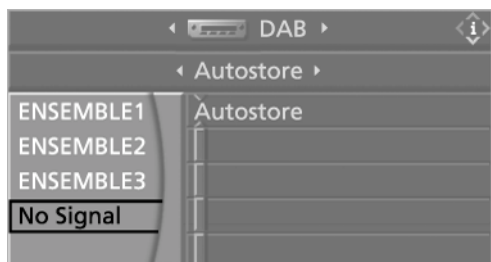 DAB
i
Autostore
ENSEMBLE1 Autostore
ENSEMBLE2
ENSEMBLE3
No Signal